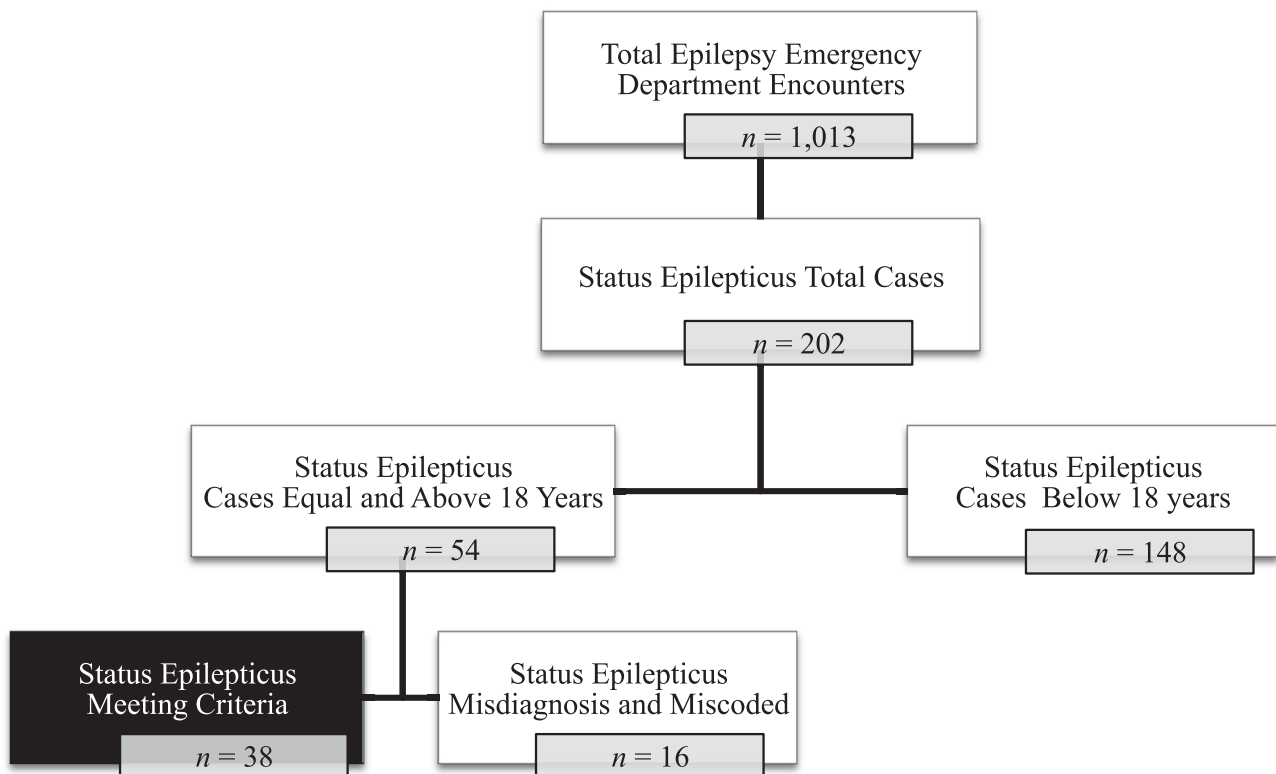 Total Epilepsy Emergency
Department Encounters
n = 1,013
Status Epilepticus Total Cases
n = 202
Status Epilepticus
Cases Equal and Above 18 Years
n = 54
Status Epilepticus
Cases Below 18 years
n = 148
Status Epilepticus
Meeting Criteria
n = 38
Status Epilepticus
Misdiagnosis and Miscoded
n = 16